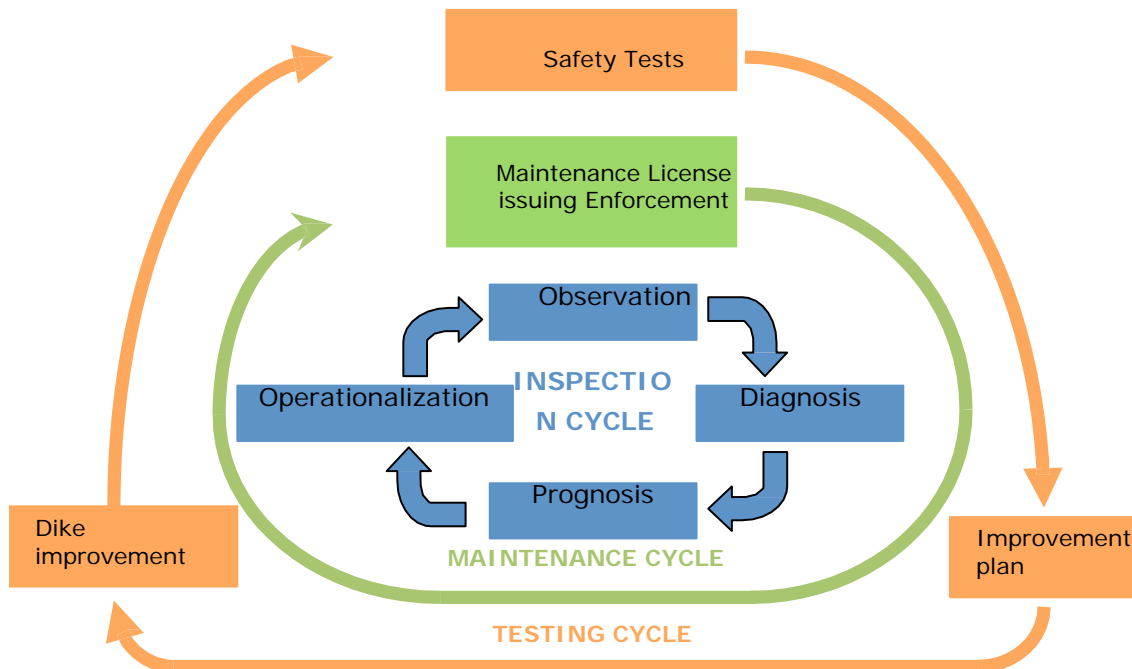 Safety Tests
Maintenance License
issuing Enforcement
Observation
Operationalization
INSPECTIO
N CYCLE
Diagnosis
Prognosis
Dike
improvement
MAINTENANCE CYCLE
Improvement
plan
TESTING CYCLE